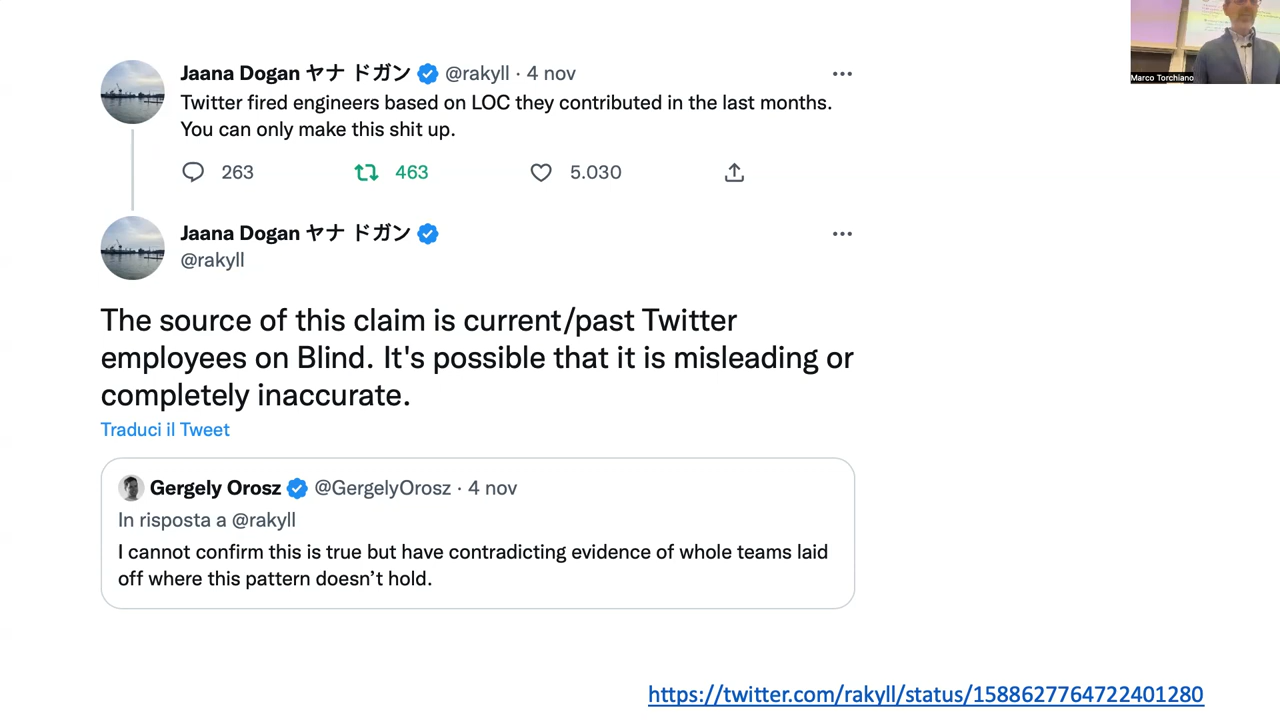 Jaana Dogan ヤナ ドガン @rakyll · 4 nov
Twitter fired engineers based on LOC they contributed in the last months.
You can only make this shit up.
263 463 5.030
Jaana Dogan ヤナ ドガン
@rakyll
The source of this claim is current/past Twitter
employees on Blind. It's possible that it is misleading or
completely inaccurate.
Traduci il Tweet
Gergely Orosz @GergelyOrosz · 4 nov
In risposta a @rakyll
I cannot confirm this is true but have contradicting evidence of whole teams laid
off where this pattern doesn’t hold.
https://twitter.com/rakyll/status/1588627764722401280
Marco Torchiano